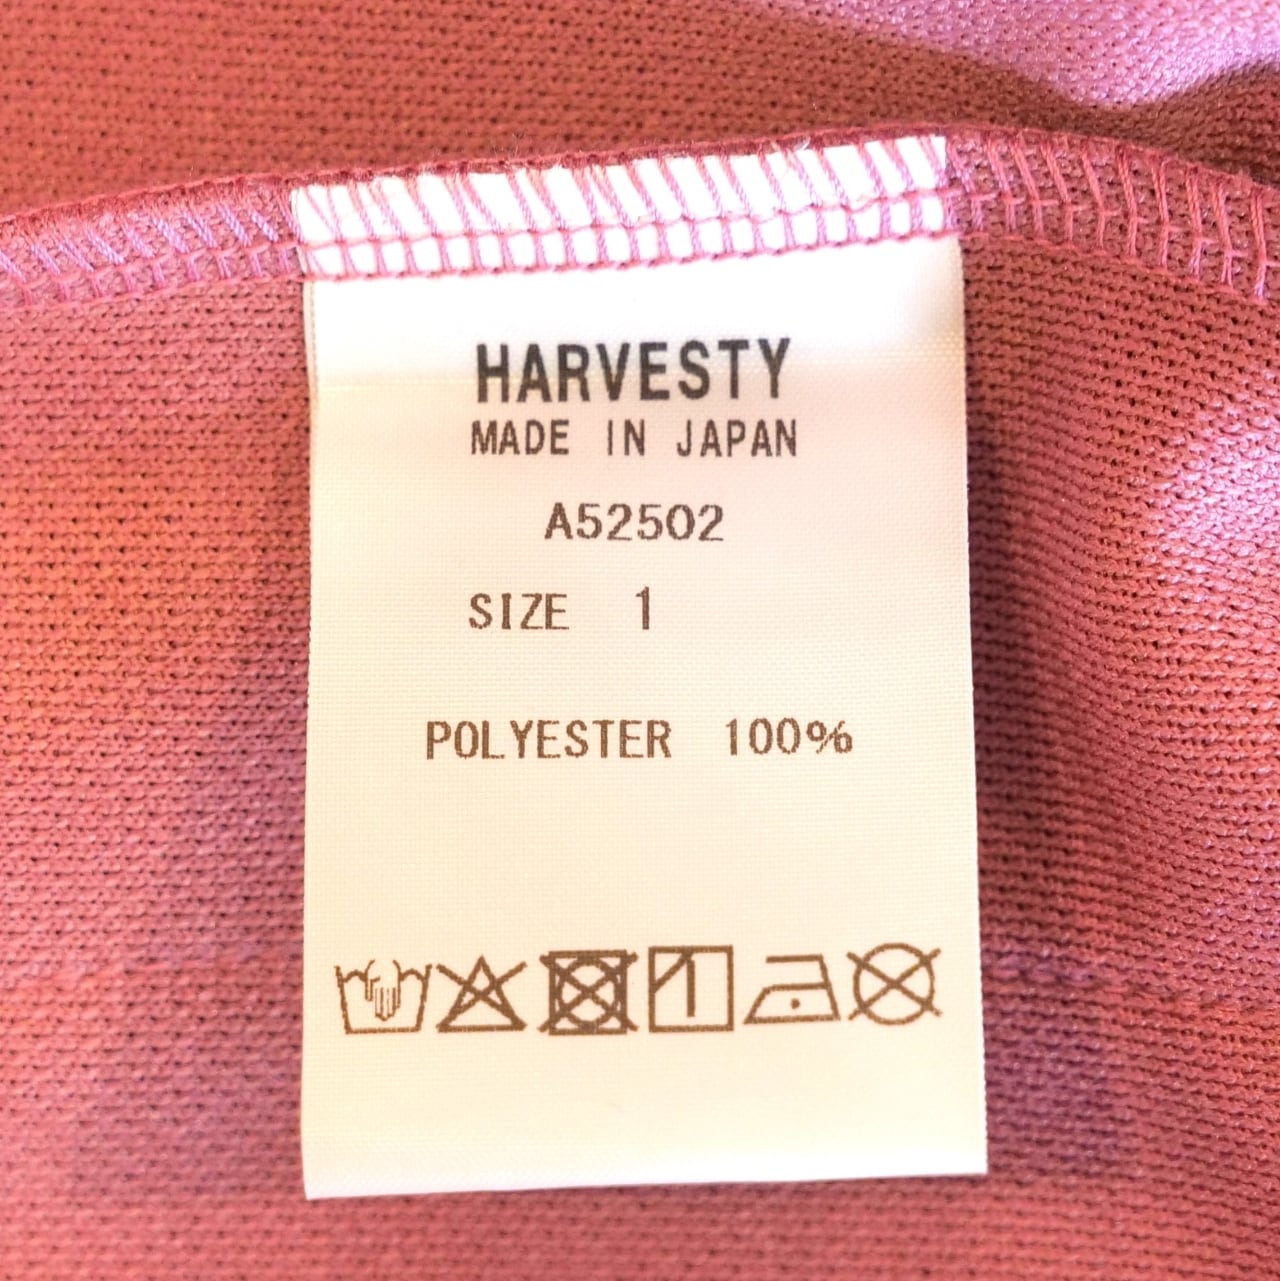 HARVESTY
MADE IN JAPAN
A52502
SIZE 1
POLYESTER 100%